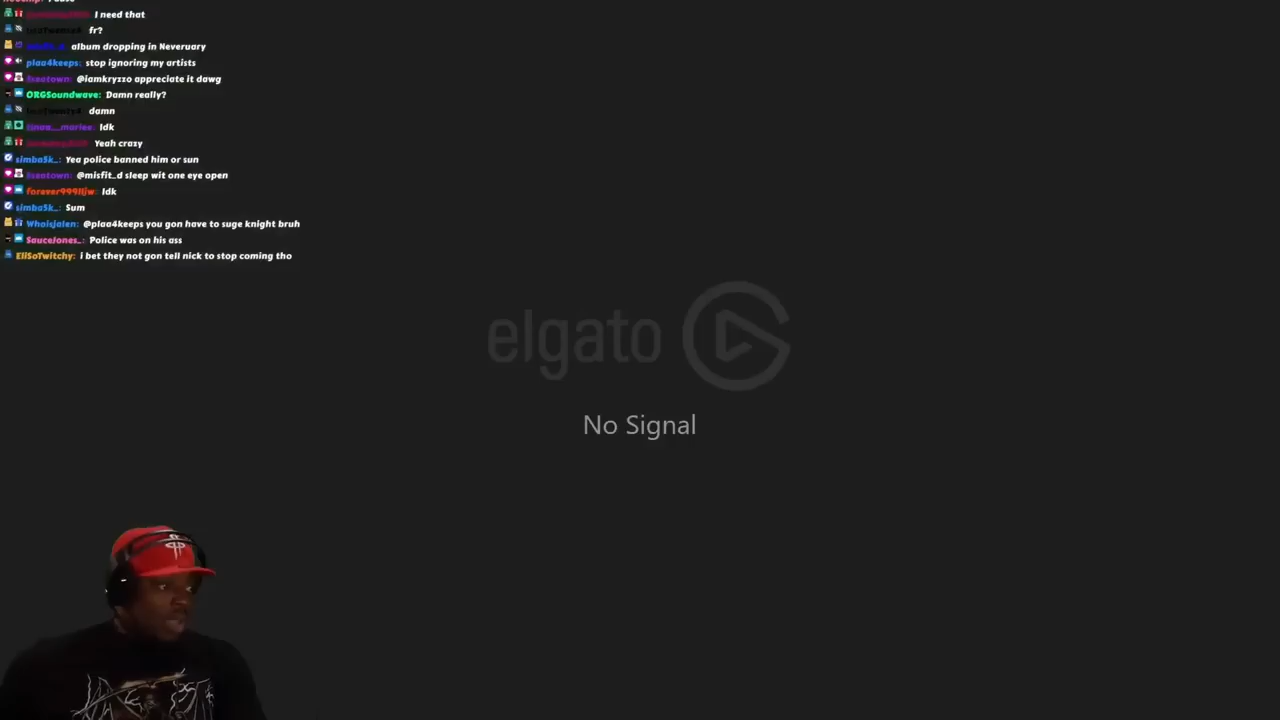 I need that
fr?
album dropping in Neveruary
plaa4keeps: stop ignoring my artists
@iamkryzzo appreciate it dawg
ORGSoundwave: Damn really?
damn
Idk
Yeah crazy
simba5k_: Yea police banned him or sun
@misfit_d sleep wit one eye open
forever999lljw: Idk
simba5k_: Sum
WhoisJalen: @plaa4keeps you gon have to suge knight bruh
SauceJones_: Police was on his ass
EliSoTwitchy: i bet they not gon tell nick to stop coming tho
elgato
No Signal